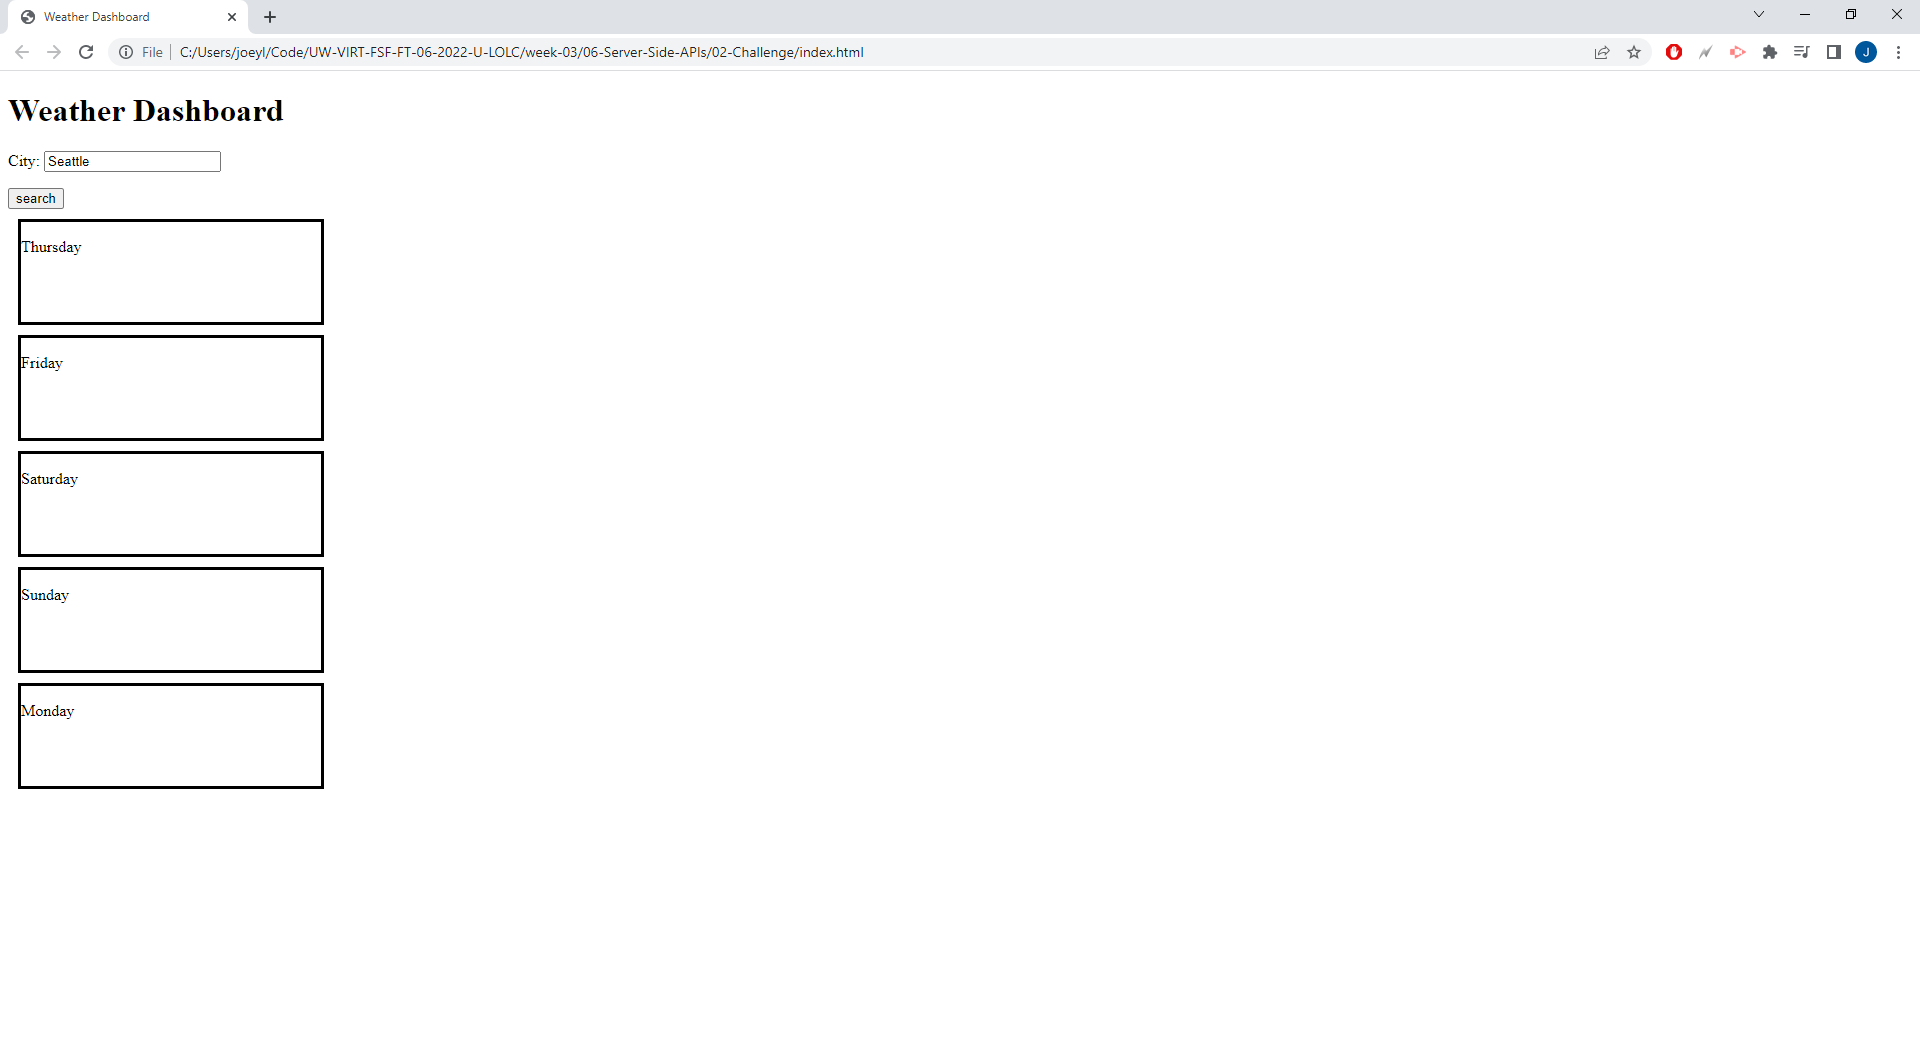 Weather Dashboard
File C:/Users/joeyl/Code/UW-VIRT-FSF-FT-06-2022-U-LOLC/week-03/06-Server-Side-APIs/02-Challenge/index.html
J
Weather Dashboard
City: Seattle
search
Thursday
Friday
Saturday
Sunday
Monday